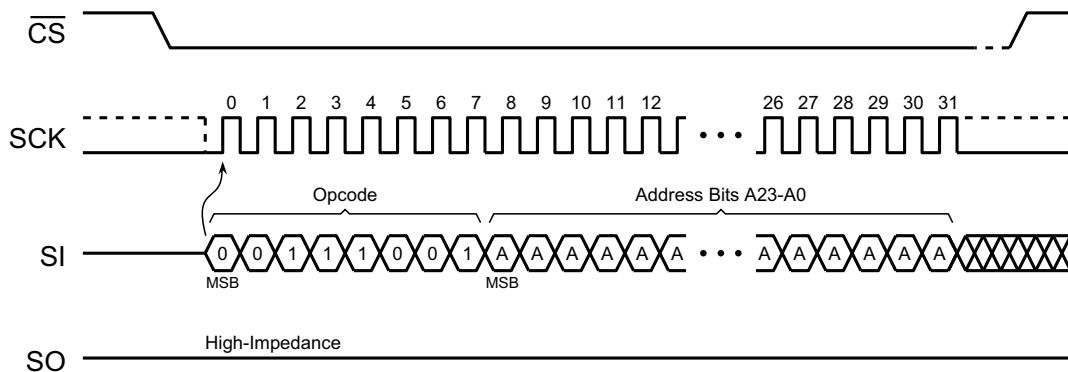 CS
0 1 2 3 4 5 6 7 8 9 10 11 12 26 27 28 29 30 31
SCK
Opcode Address Bits A23-A0
SI 0 0 1 1 1 0 0 1 A A A A A A A A A A A A
MSB MSB
High-Impedance
SO